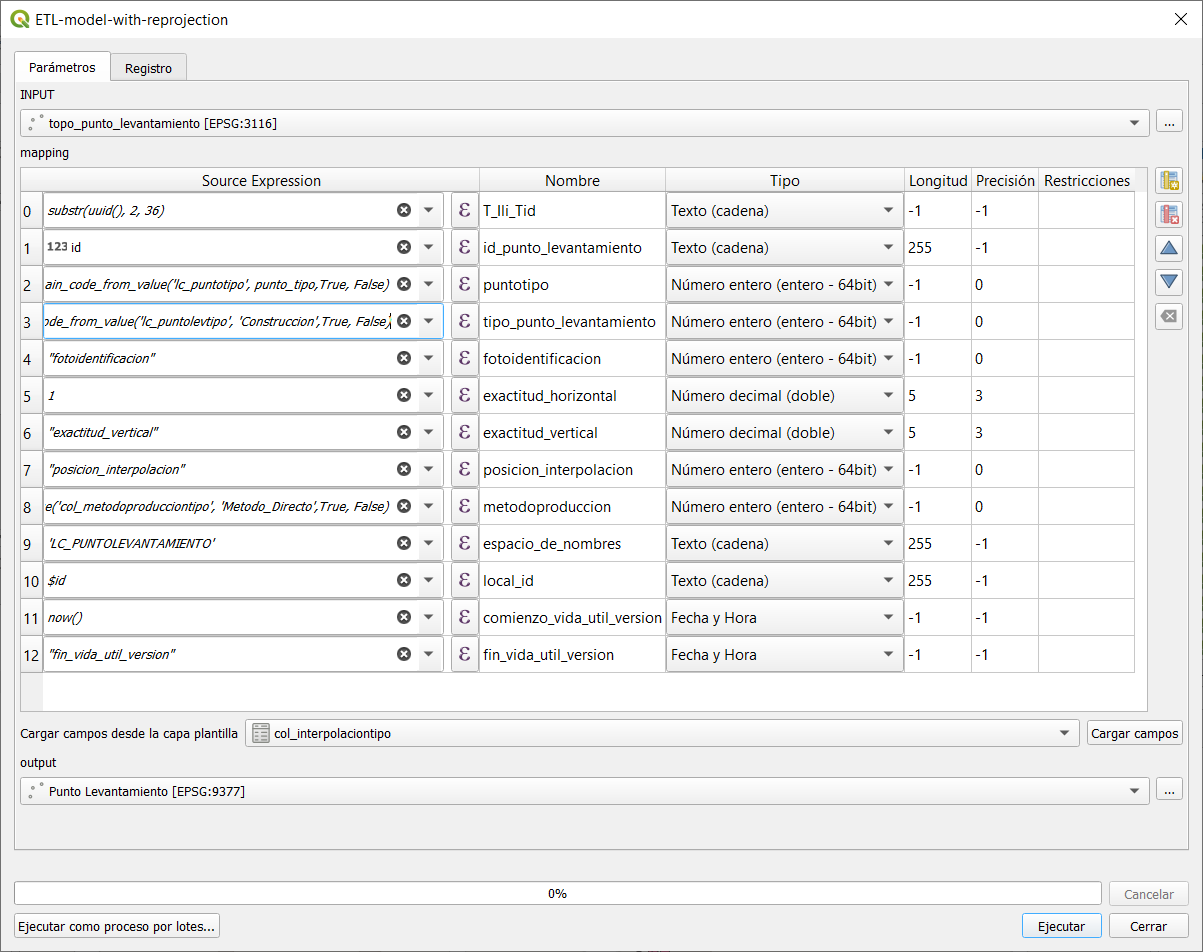 ETL-model-with-reprojection
Parámetros Registro
INPUT
topo_punto_levantamiento [EPSG:3116] ...
mapping
Source Expression Nombre Tipo Longitud Precisión Restricciones
0 substr(uuid(), 2, 36) ε T_Ili_Tid Texto (cadena) -1 -1
1 123 id ε id_punto_levantamiento Texto (cadena) 255 -1
2 ain_code_from_value('lc_puntotipo', punto_tipo,True, False) ε puntotipo Número entero (entero - 64bit) -1 0
3 ode_from_value('lc_puntolevtipo', 'Construccion',True, False) ε tipo_punto_levantamiento Número entero (entero - 64bit) -1 0
4 "fotoidentificacion" ε fotoidentificacion Número entero (entero - 64bit) -1 0
5 1 ε exactitud_horizontal Número decimal (doble) 5 3
6 "exactitud_vertical" ε exactitud_vertical Número decimal (doble) 5 3
7 "posicion_interpolacion" ε posicion_interpolacion Número entero (entero - 64bit) -1 0
8 e('col_metodoproducciontipo', 'Metodo_Directo',True, False) ε metodoproduccion Número entero (entero - 64bit) -1 0
9 'LC_PUNTOLEVANTAMIENTO' ε espacio_de_nombres Texto (cadena) 255 -1
10 $id ε local_id Texto (cadena) 255 -1
11 now() ε comienzo_vida_util_version Fecha y Hora -1 -1
12 "fin_vida_util_version" ε fin_vida_util_version Fecha y Hora -1 -1
Cargar campos desde la capa plantilla col_interpolaciontipo Cargar campos
output
Punto Levantamiento [EPSG:9377] ...
0% Cancelar
Ejecutar como proceso por lotes... Ejecutar Cerrar